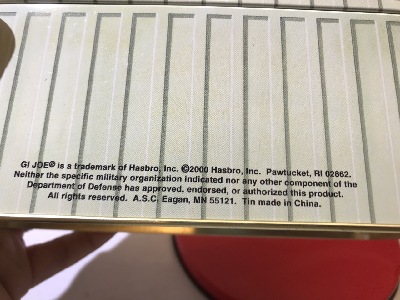 GI JOE® is a trademark of Hasbro, Inc. ©2000 Hasbro, Inc. Pawtucket, RI 02862.
Neither the specific military organization indicated nor any other component of the
Department of Defense has approved, endorsed, or authorized this product.
All rights reserved. A.S.C. Eagan, MN 55121. Tin made in China.